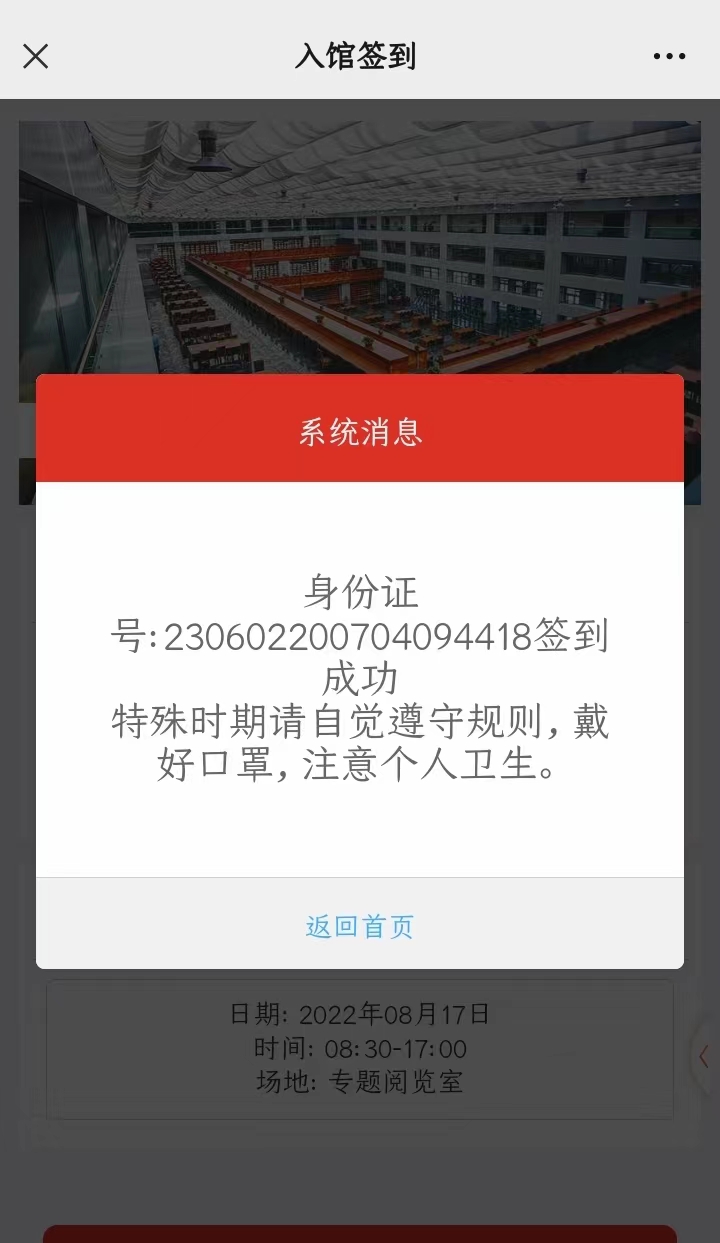 入馆签到
系统消息
身份证
号:230602200704094418签到
成功
特殊时期请自觉遵守规则,戴
好口罩,注意个人卫生。
返回首页
日期: 2022年08月17日
时间: 08:30-17:00
场地: 专题阅览室